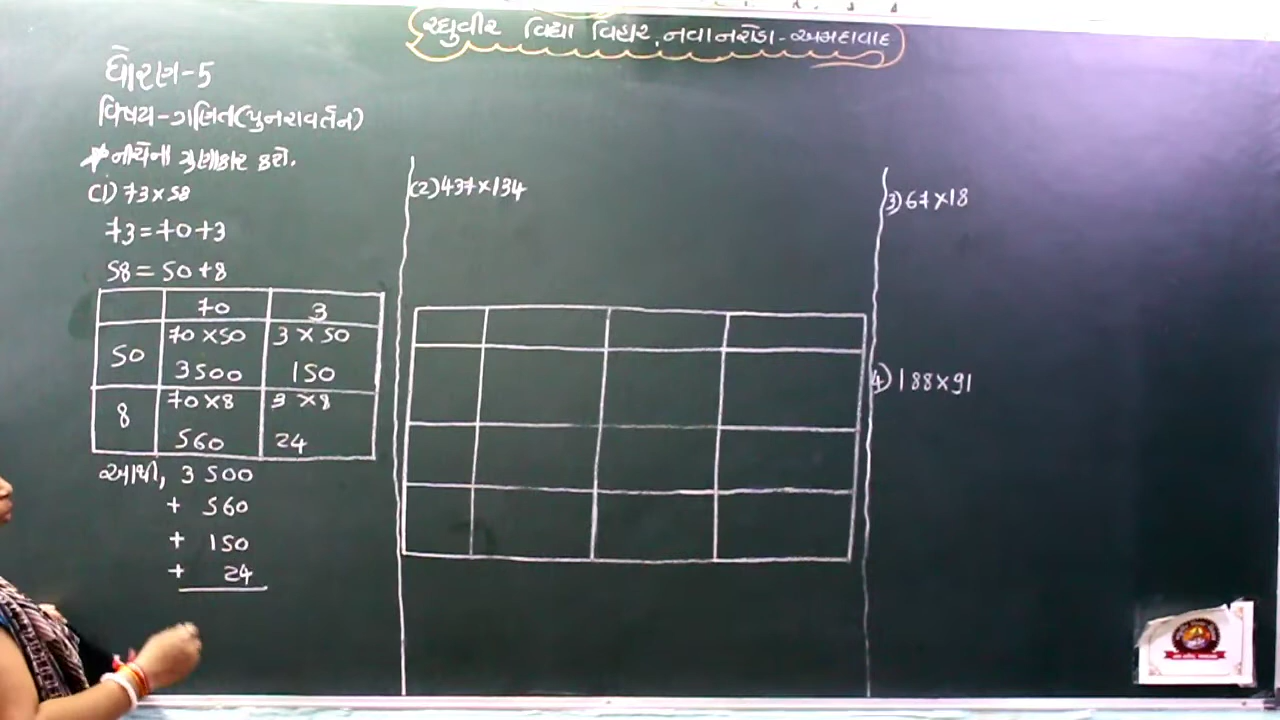 રઘુવીર વિદ્યા વિહાર, નવાનરોડા-અમદાવાદ
ધોરણ-5
વિષય-ગણિત(પુનરાવર્તન)
* નીચેના ગુણાકાર કરો.
(1) 73×58
73=70+3
58=50+8
70 3
50 70×50 3×50
3500 150
8 70×8 3×8
560 24
આથી, 3500
+ 560
+ 150
+ 24
(2) 437×134
3) 67×18
4) 188×91